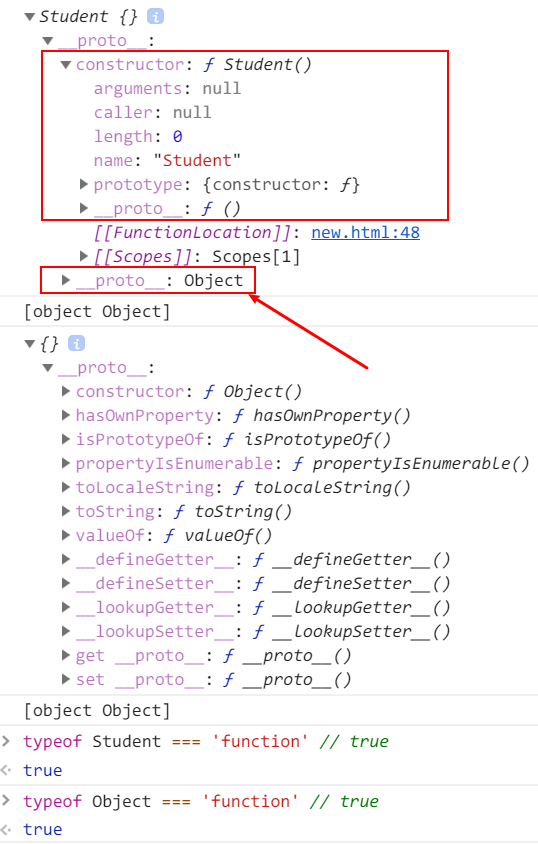 Student {} i
__proto__:
constructor: ƒ Student()
arguments: null
caller: null
length: 0
name: "Student"
prototype: {constructor: ƒ}
__proto__: ƒ ()
[[FunctionLocation]]: new.html:48
[[Scopes]]: Scopes[1]
__proto__: Object
[object Object]
{} i
__proto__:
constructor: ƒ Object()
hasOwnProperty: ƒ hasOwnProperty()
isPrototypeOf: ƒ isPrototypeOf()
propertyIsEnumerable: ƒ propertyIsEnumerable()
toLocaleString: ƒ toLocaleString()
toString: ƒ toString()
valueOf: ƒ valueOf()
__defineGetter__: ƒ __defineGetter__()
__defineSetter__: ƒ __defineSetter__()
__lookupGetter__: ƒ __lookupGetter__()
__lookupSetter__: ƒ __lookupSetter__()
get __proto__: ƒ __proto__()
set __proto__: ƒ __proto__()
[object Object]
typeof Student === 'function' // true
true
typeof Object === 'function' // true
true